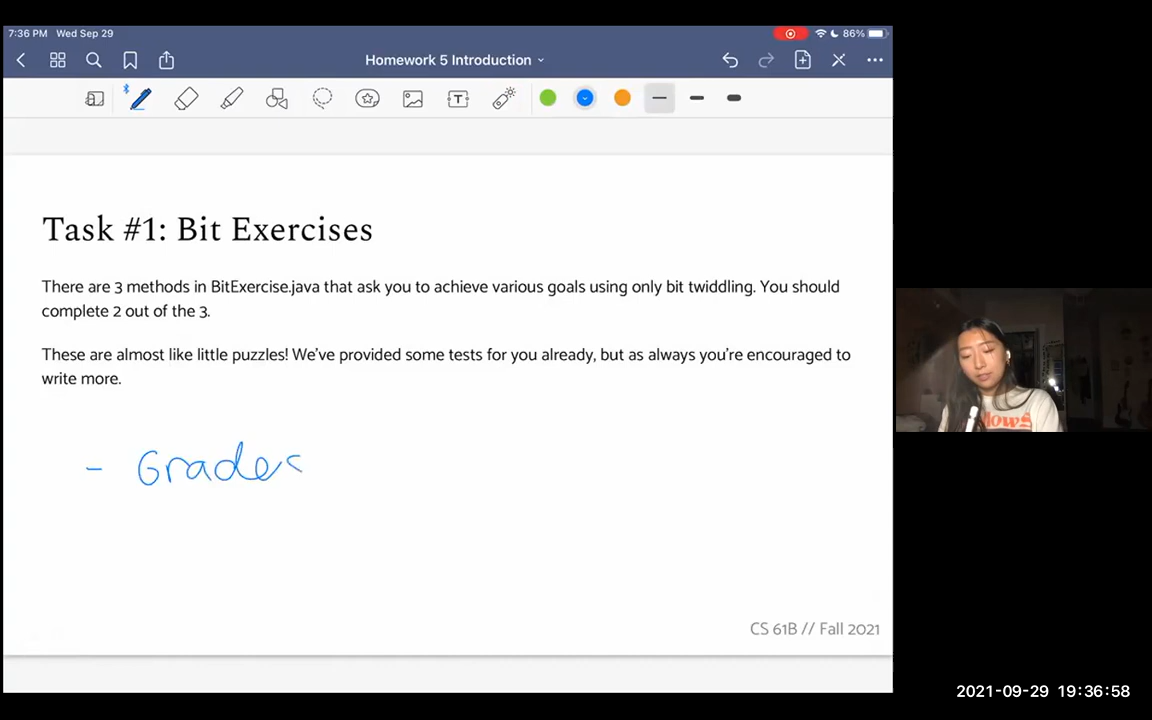 7:36 PM Wed Sep 29
86%
Homework 5 Introduction
Task #1: Bit Exercises
There are 3 methods in BitExercise.java that ask you to achieve various goals using only bit twiddling. You should
complete 2 out of the 3.
These are almost like little puzzles! We've provided some tests for you already, but as always you're encouraged to
write more.
- Grade
CS 61B // Fall 2021
2021-09-29 19:36:58